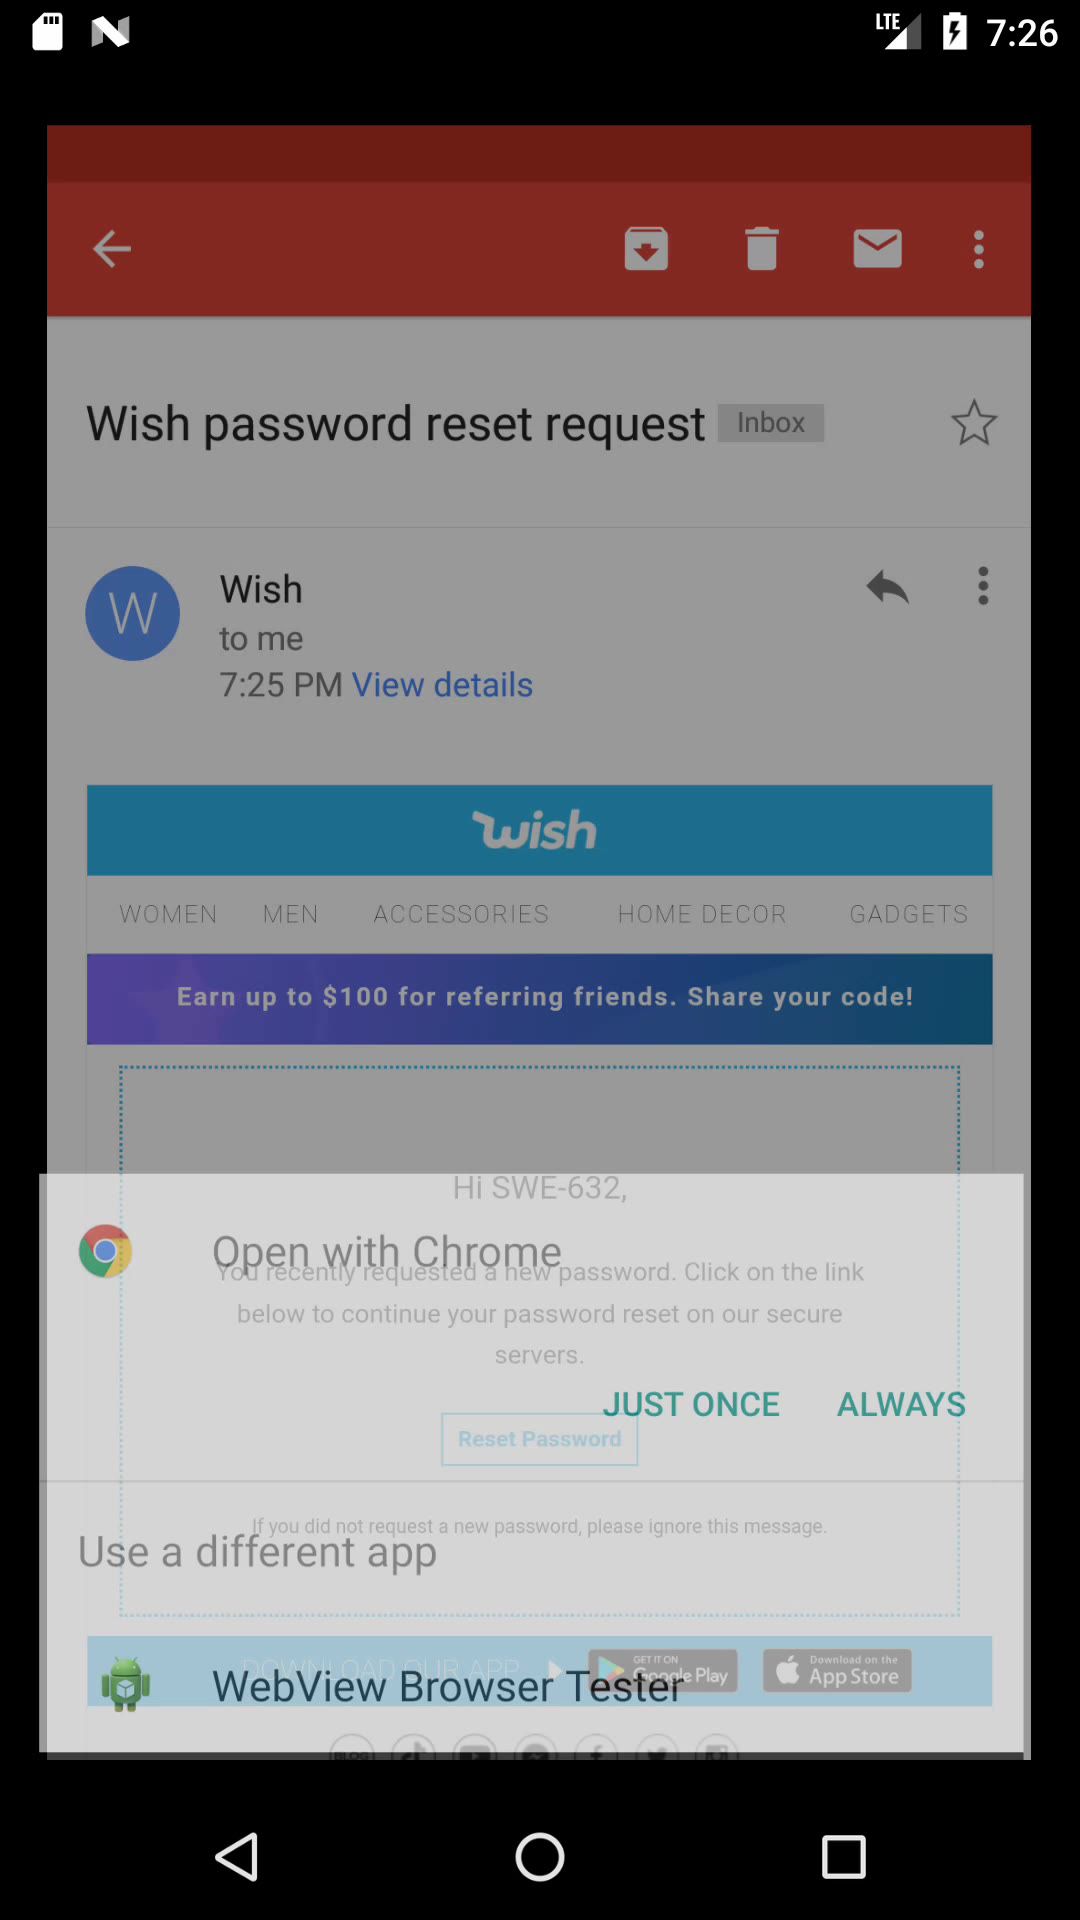 LTE 7:26
Wish password reset request Inbox
W
Wish
to me
7:25 PM View details
wish
WOMEN MEN ACCESSORIES HOME DECOR GADGETS
Earn up to $100 for referring friends. Share your code!
Hi SWE-632,
Open with Chrome
You recently requested a new password. Click on the link
below to continue your password reset on our secure
servers.
JUST ONCE ALWAYS
Reset Password
If you did not request a new password, please ignore this message.
Use a different app
DOWNLOAD OUR APP
GET IT ON
Google Play
Download on the
App Store
WebView Browser Tester
BLOG